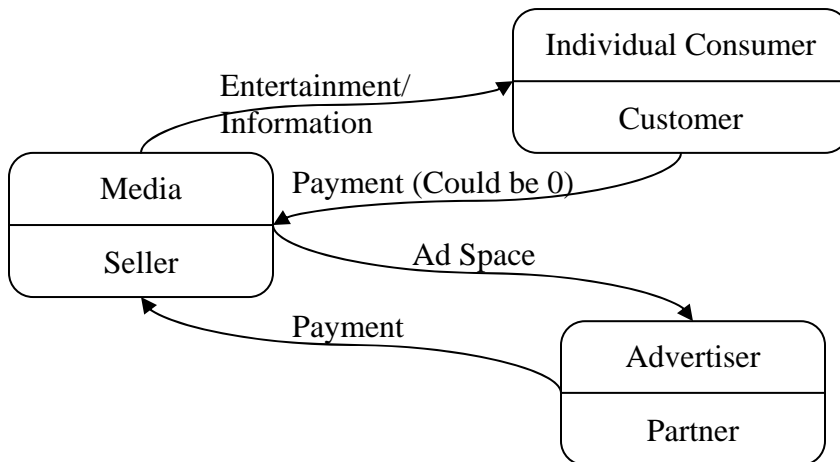 Individual Consumer
Customer
Entertainment/
Information
Media
Seller
Payment (Could be 0)
Ad Space
Payment
Advertiser
Partner